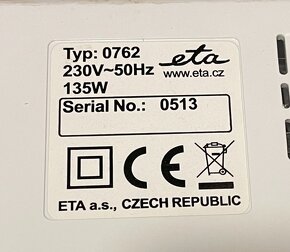 Typ: 0762 eta
230V~50Hz www.eta.cz
135W
Serial No.: 0513
CE
ETA a.s., CZECH REPUBLIC